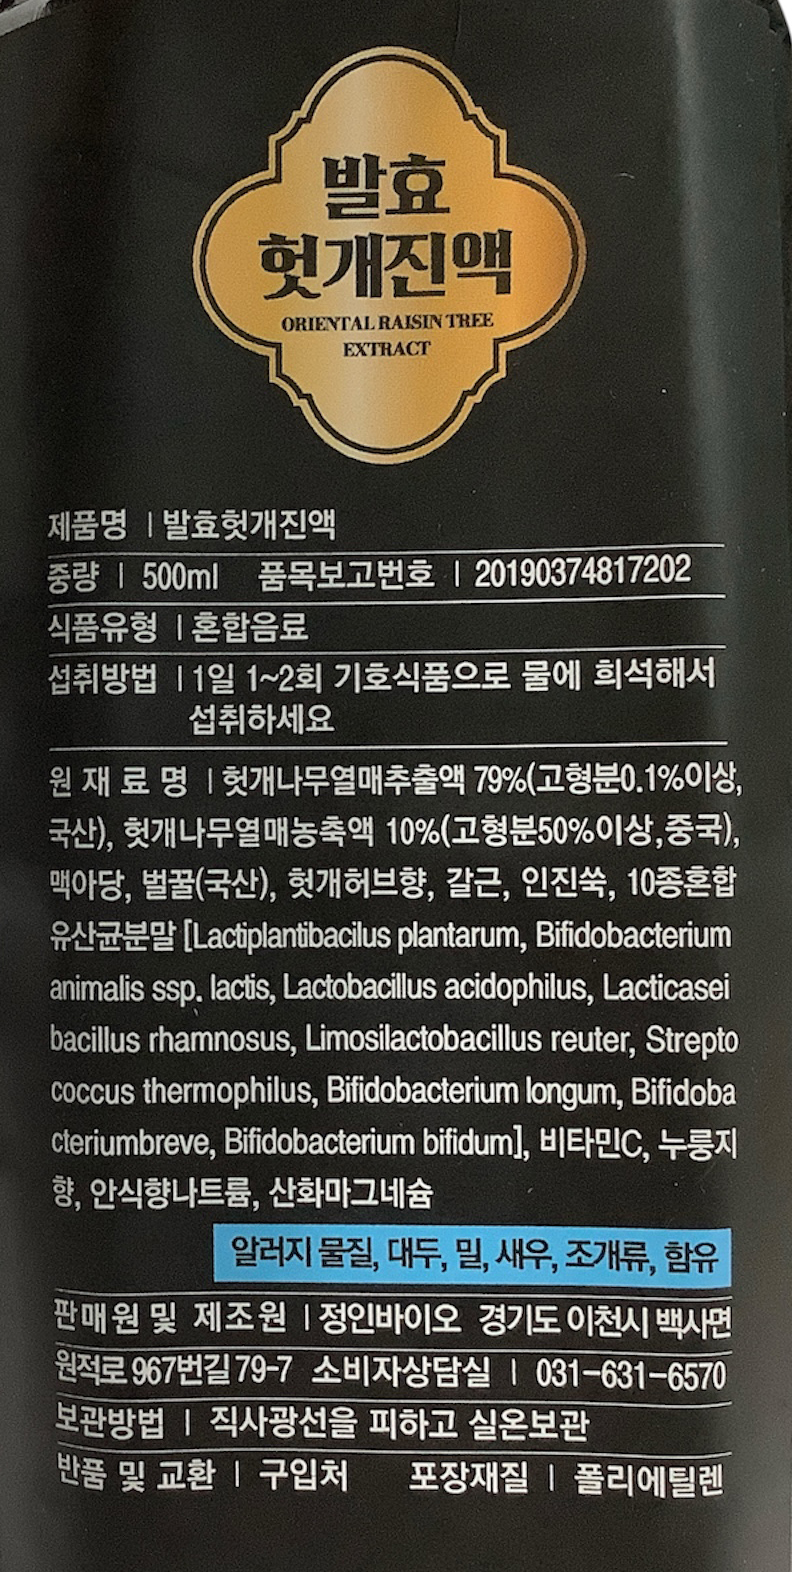 발효
헛개진액
ORIENTAL RAISIN TREE
EXTRACT
제품명 | 발효헛개진액
중량 | 500ml 품목보고번호 | 20190374817202
식품유형 | 혼합음료
섭취방법 | 1일 1~2회 기호식품으로 물에 희석해서
섭취하세요
원 재 료 명 | 헛개나무열매추출액 79%(고형분0.1%이상,
국산), 헛개나무열매농축액 10%(고형분50%이상,중국),
맥아당, 벌꿀(국산), 헛개허브향, 갈근, 인진쑥, 10종혼합
유산균분말 [Lactiplantibacilus plantarum, Bifidobacterium
animalis ssp. lactis, Lactobacillus acidophilus, Lacticasei
bacillus rhamnosus, Limosilactobacillus reuter, Strepto
coccus thermophilus, Bifidobacterium longum, Bifidoba
cteriumbreve, Bifidobacterium bifidum], 비타민C, 누룽지
향, 안식향나트륨, 산화마그네슘
알러지 물질, 대두, 밀, 새우, 조개류, 함유
판매원 및 제조원 | 정인바이오 경기도 이천시 백사면
원적로 967번길 79-7 소비자상담실 | 031-631-6570
보관방법 | 직사광선을 피하고 실온보관
반품 및 교환 | 구입처 포장재질 | 폴리에틸렌